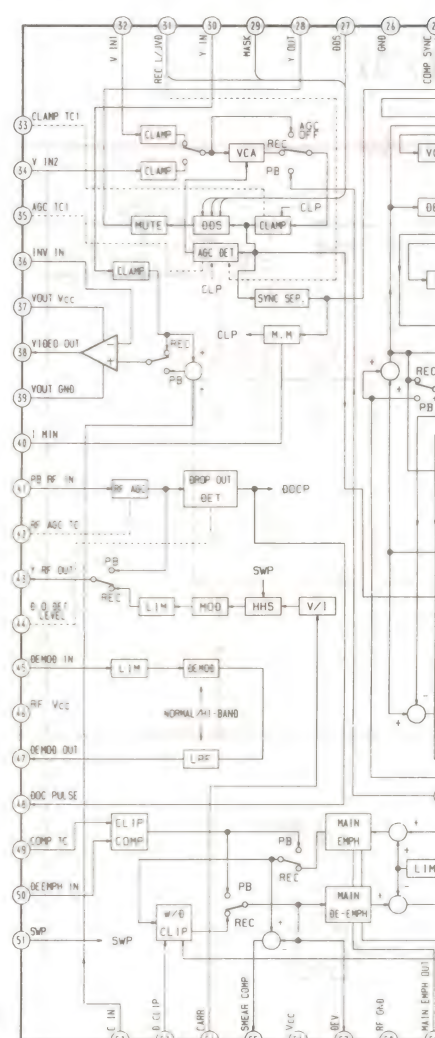 32 31 30 29 28 27 26
V IN1
REC L/JVD
Y IN
MASK
Y OUT
DDS
GND
COMP SYNC
33 CLAMP TC1
34 V IN2
35 AGC TC1
36 INV IN
37 VOUT Vcc
38 VIDEO OUT
39 VOUT GND
40 I MIN
41 PB RF IN
42 RF AGC TC
43 Y RF OUT
44 D.O DET LEVEL
45 DEMOD IN
46 RF Vcc
47 DEMOD OUT
48 DOC PULSE
49 COMP TC
50 DEEMPH IN
51 SWP
CLAMP
CLAMP
VCA
REC
AGC OFF
PB
CLP
MUTE
DDS
CLAMP
AGC DET
CLP
CLAMP
SYNC SEP.
CLP
M.M
REC
PB
REC
PB
RF AGC
DROP OUT
DET
DOCP
PB
REC
SWP
LIM
MOD
HHS
V/I
LIM
DEMOD
NORMAL/HI-BAND
LPF
CLIP
COMP
PB
REC
MAIN
EMPH
LIM
PB
REC
W/D
CLIP
MAIN
DE-EMPH
SWP
CARR
SMEAR COMP
Vcc
DEV
RF GND
MAIN EMPH OUT